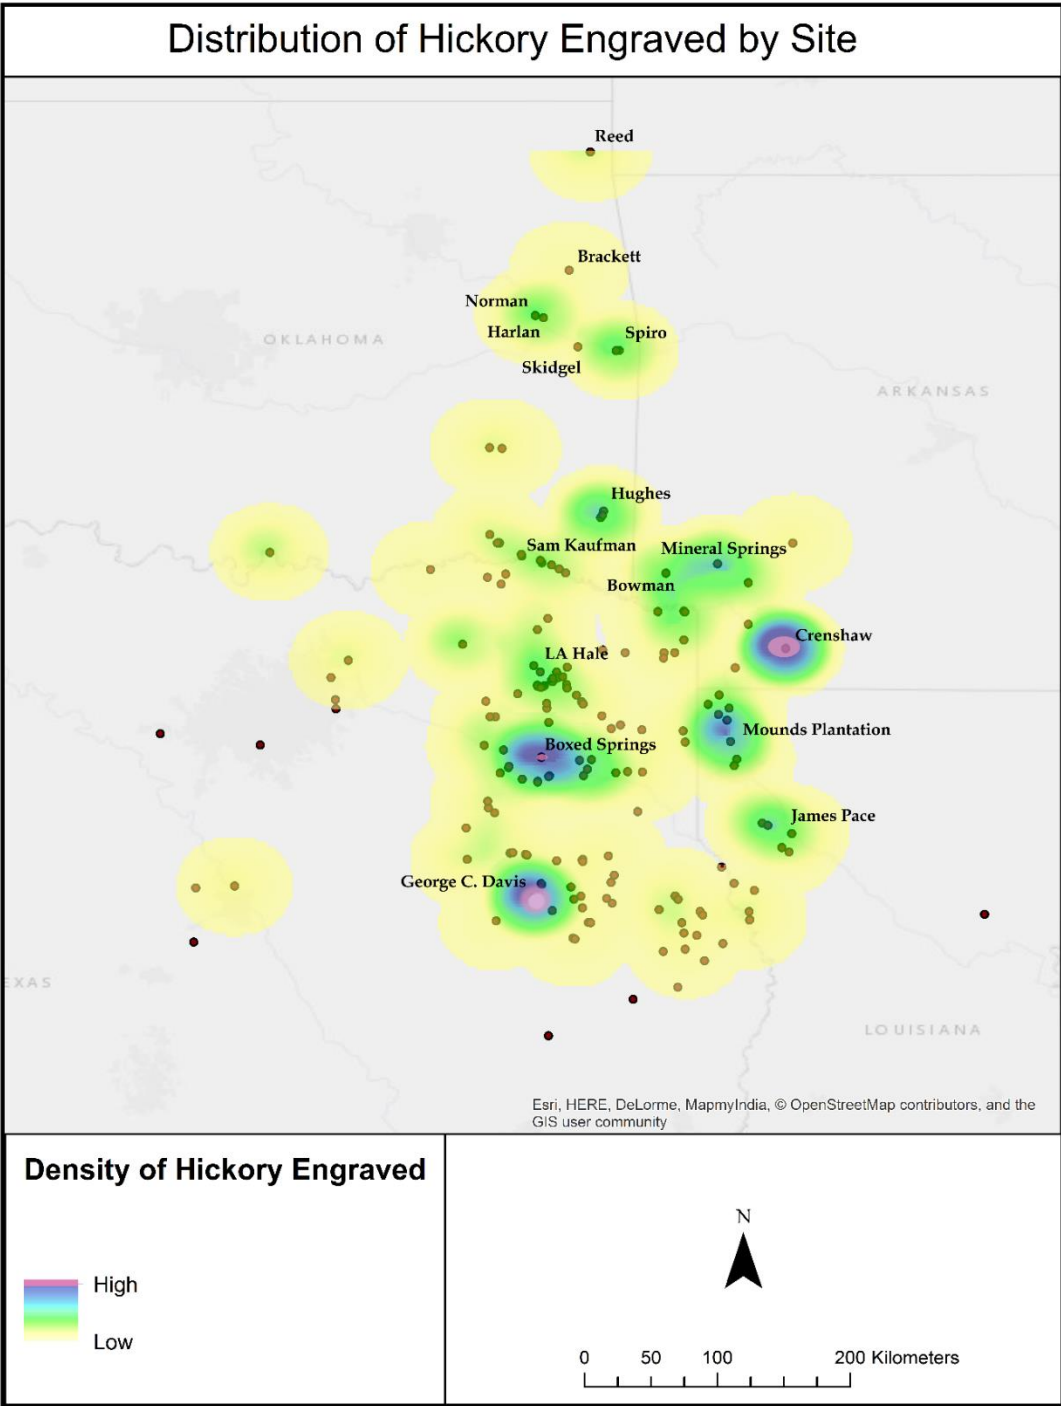 Distribution of Hickory Engraved by Site
Reed
Brackett
Norman
Harlan
Spiro
Skidgel
OKLAHOMA
ARKANSAS
Hughes
Sam Kaufman
Mineral Springs
Bowman
Crenshaw
LA Hale
Mounds Plantation
Boxed Springs
James Pace
George C. Davis
EXAS
LOUISIANA
Esri, HERE, DeLorme, MapmyIndia, © OpenStreetMap contributors, and the
GIS user community
Density of Hickory Engraved
High
Low
N
0 50 100 200 Kilometers